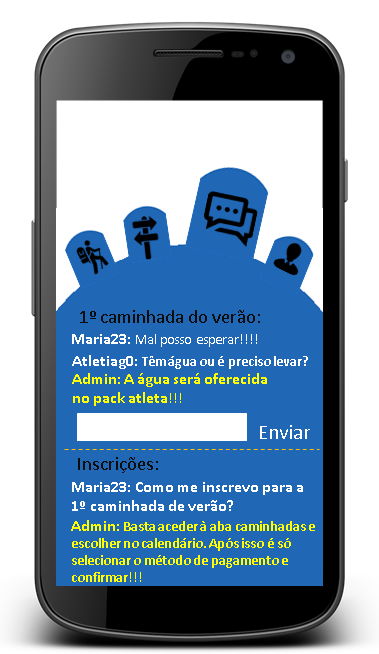 1º caminhada do verão:
Maria23: Mal posso esperar!!!!
Atletiag0: Têmágua ou é preciso levar?
Admin: A água será oferecida
no pack atleta!!!
Enviar
Inscrições:
Maria23: Como me inscrevo para a
1º caminhada de verão?
Admin: Basta aceder à aba caminhadas e
escolher no calendário. Após isso é só
selecionar o método de pagamento e
confirmar!!!